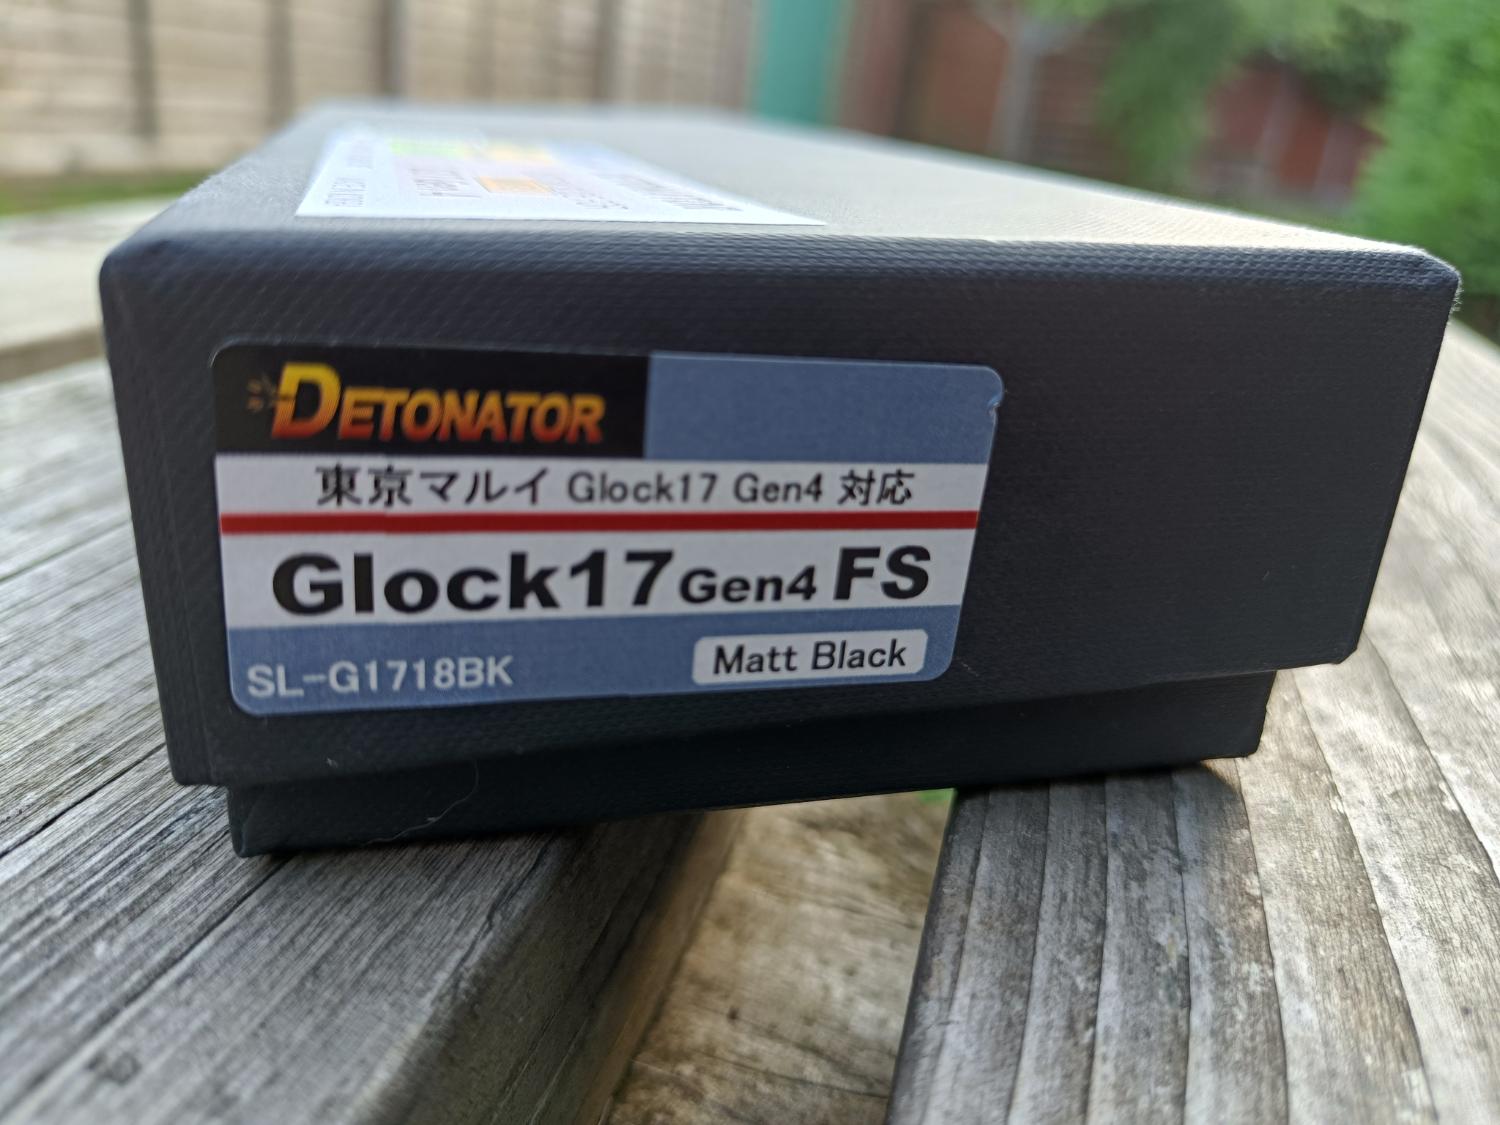 DETONATOR
東京マルイ Glock17 Gen4 対応
Glock17 Gen4 FS
SL-G1718BK
Matt Black